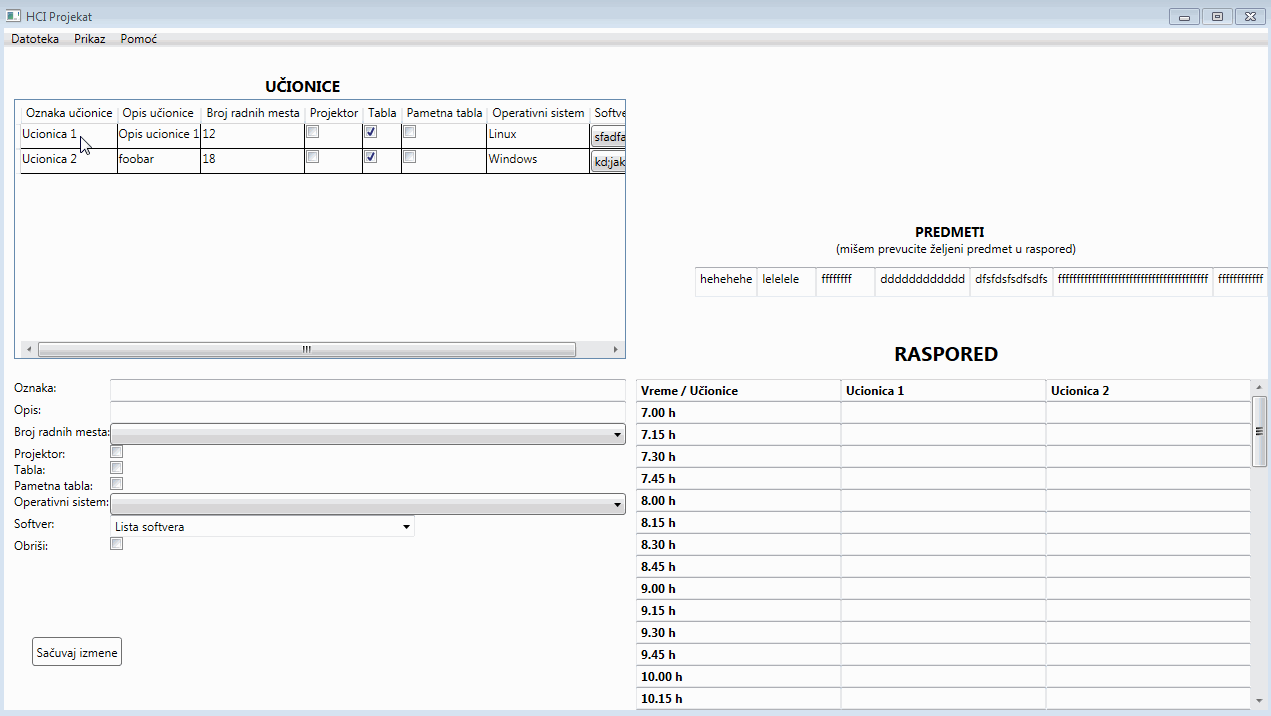 HCI Projekat
Datoteka Prikaz Pomoć
UČIONICE
Oznaka učionice Opis učionice Broj radnih mesta Projektor Tabla Pametna tabla Operativni sistem Softve
Ucionica 1 Opis ucionice 1 12 Linux sfadfa
Ucionica 2 foobar 18 Windows kd;jak
Oznaka:
Opis:
Broj radnih mesta:
Projektor:
Tabla:
Pametna tabla:
Operativni sistem:
Softver: Lista softvera
Obriši:
Sačuvaj izmene
PREDMETI
(mišem prevucite željeni predmet u raspored)
hehehehe lelelele ffffffff dddddddddddd dfsfdsfsdfsdfs
RASPORED
Vreme / Učionice Ucionica 1 Ucionica 2
7.00 h
7.15 h
7.30 h
7.45 h
8.00 h
8.15 h
8.30 h
8.45 h
9.00 h
9.15 h
9.30 h
9.45 h
10.00 h
10.15 h